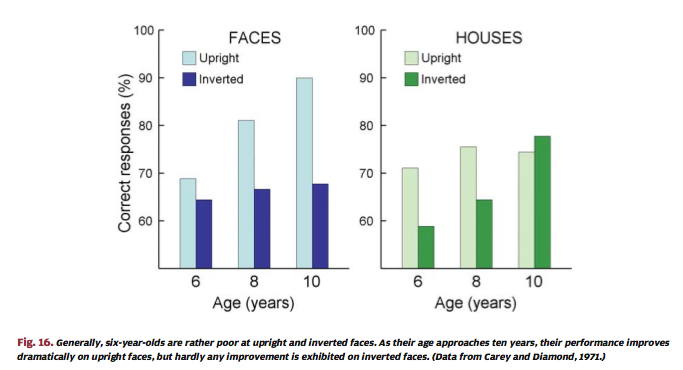 FACES
Upright
Inverted
100
90
80
70
60
Correct responses (%)
6 8 10
Age (years)
HOUSES
Upright
Inverted
100
90
80
70
60
6 8 10
Age (years)
Fig. 16. Generally, six-year-olds are rather poor at upright and inverted faces. As their age approaches ten years, their performance improves
dramatically on upright faces, but hardly any improvement is exhibited on inverted faces. (Data from Carey and Diamond, 1971.)